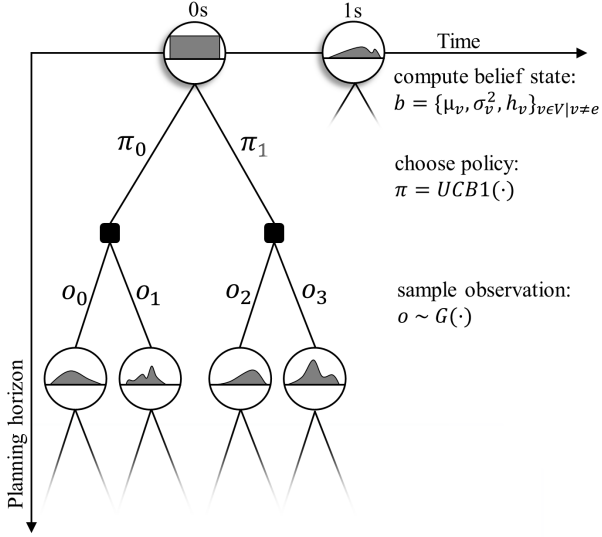 0s
1s
Time
compute belief state:
b = {μ_v, σ_v^2, h_v}_{v∈V|v≠e}
π_0
π_1
choose policy:
π = UCB1(·)
o_0
o_1
o_2
o_3
sample observation:
o ~ G(·)
Planning horizon